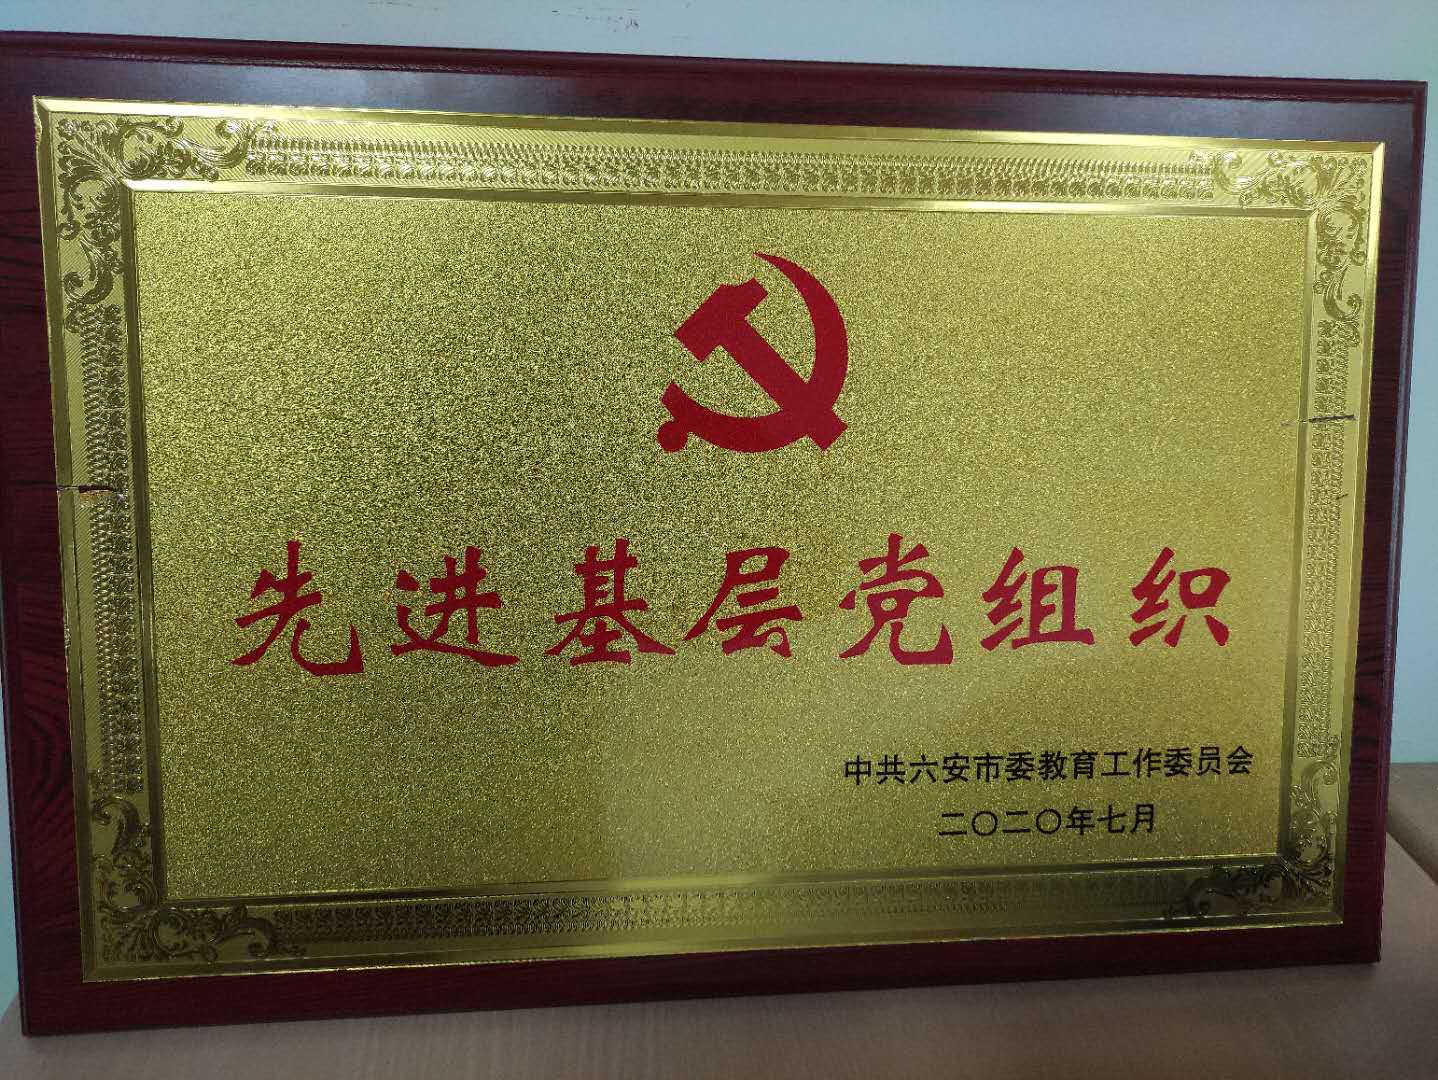 先进基层党组织
中共六安市委教育工作委员会
二〇二〇年七月